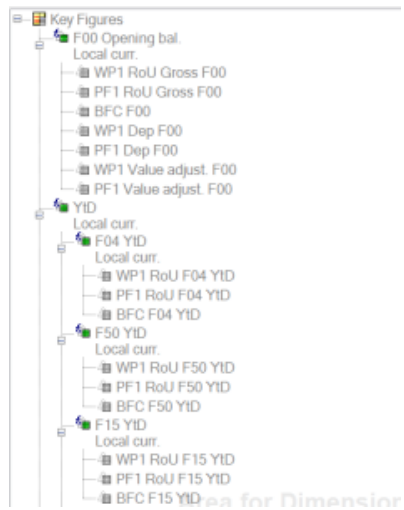 Key Figures
F00 Opening bal.
Local curr.
WP1 RoU Gross F00
PF1 RoU Gross F00
BFC F00
WP1 Dep F00
PF1 Dep F00
WP1 Value adjust. F00
PF1 Value adjust. F00
YtD
Local curr.
F04 YtD
Local curr.
WP1 RoU F04 YtD
PF1 RoU F04 YtD
BFC F04 YtD
F50 YtD
Local curr.
WP1 RoU F50 YtD
PF1 RoU F50 YtD
BFC F50 YtD
F15 YtD
Local curr.
WP1 RoU F15 YtD
PF1 RoU F15 YtD
BFC F15 YtD
Area for Dimension